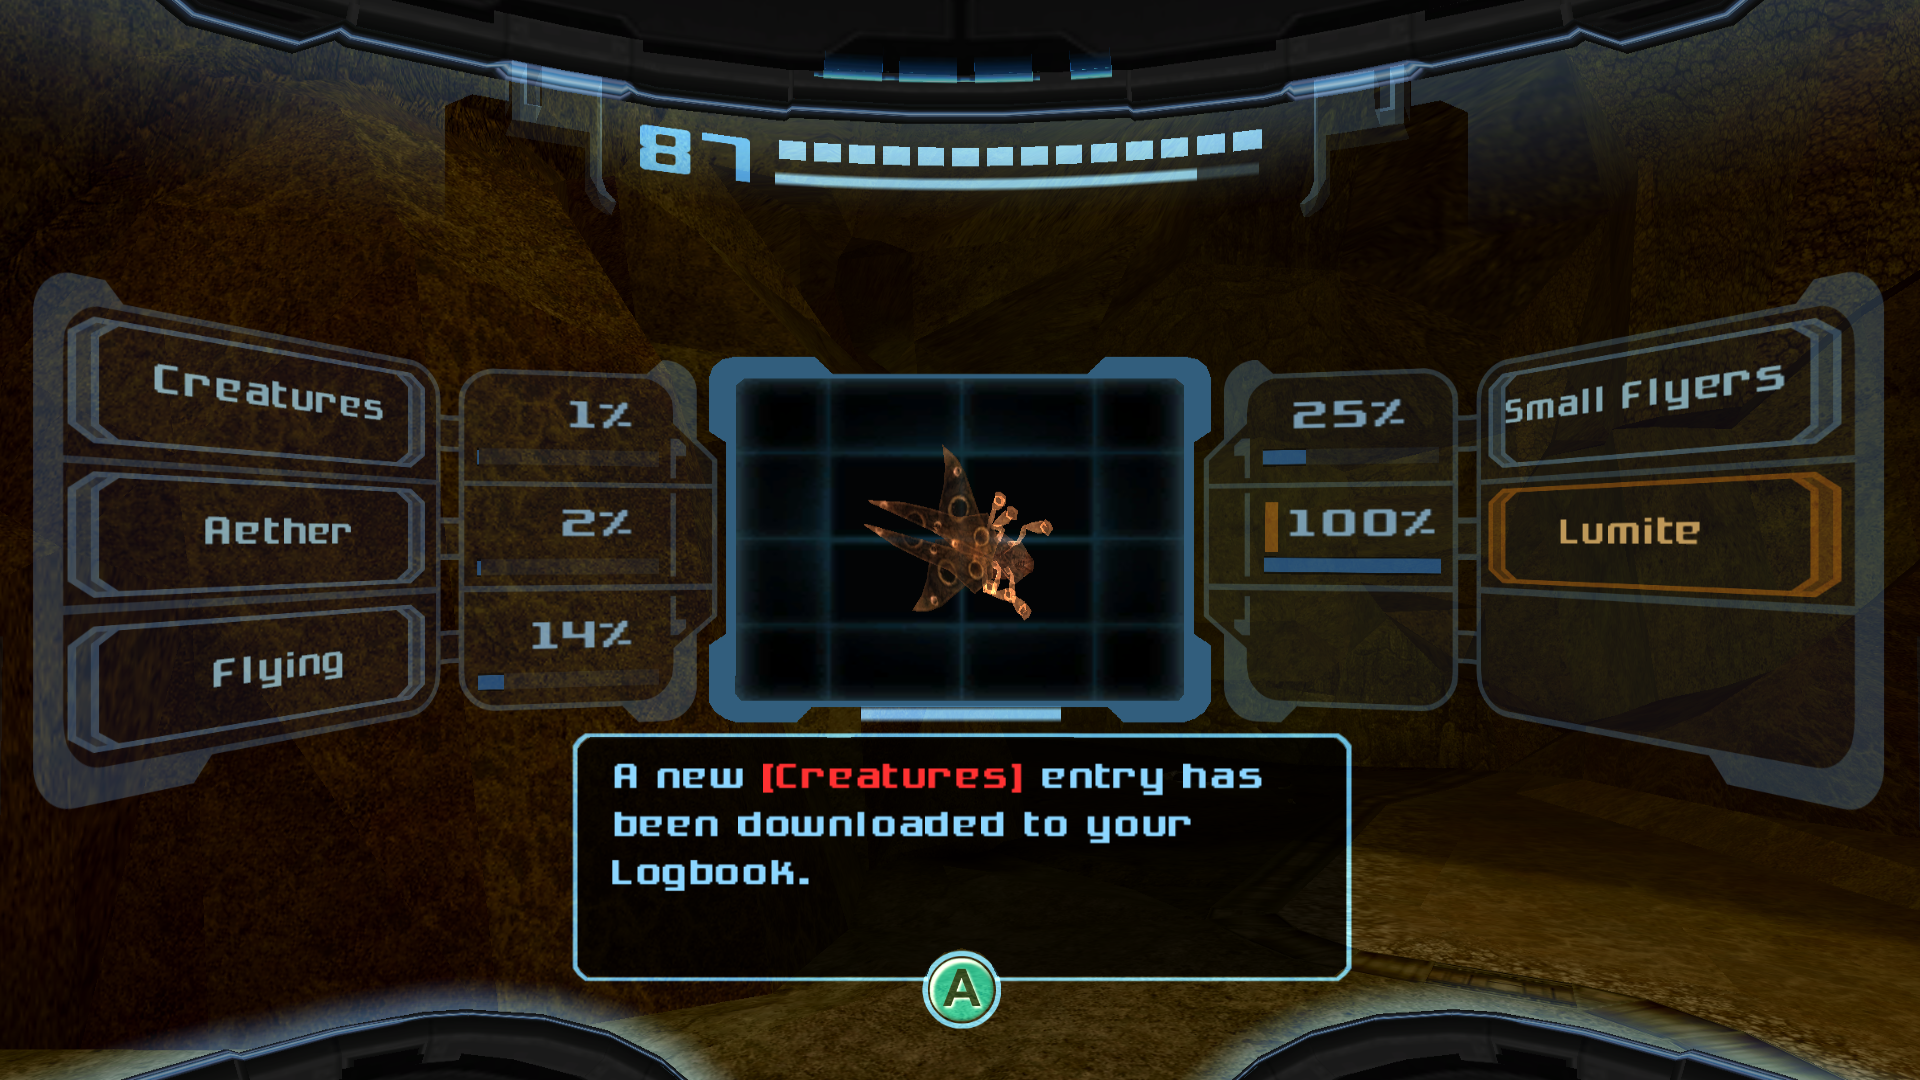 87
Creatures
1%
Aether
2%
Flying
14%
25%
Small Flyers
100%
Lumite
A new [Creatures] entry has
been downloaded to your
Logbook.
A